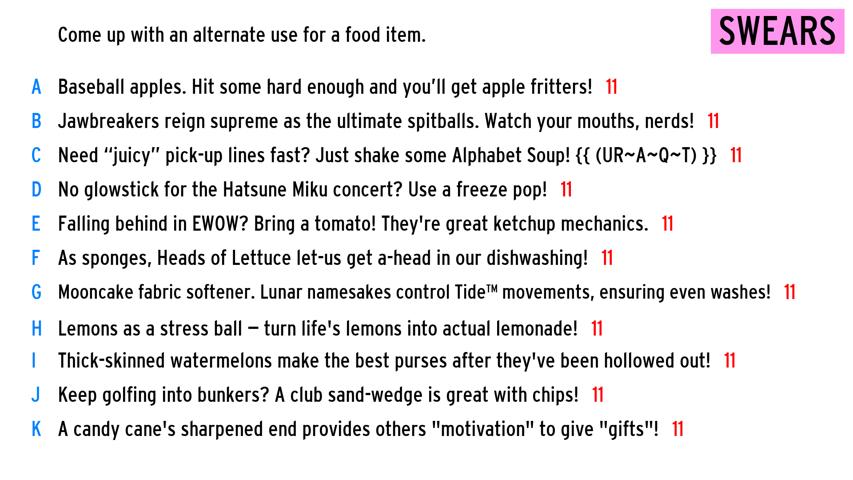 Come up with an alternate use for a food item.
SWEARS
A Baseball apples. Hit some hard enough and you’ll get apple fritters! 11
B Jawbreakers reign supreme as the ultimate spitballs. Watch your mouths, nerds! 11
C Need “juicy” pick-up lines fast? Just shake some Alphabet Soup! {{ (UR~A~Q~T) }} 11
D No glowstick for the Hatsune Miku concert? Use a freeze pop! 11
E Falling behind in EWOW? Bring a tomato! They're great ketchup mechanics. 11
F As sponges, Heads of Lettuce let-us get a-head in our dishwashing! 11
G Mooncake fabric softener. Lunar namesakes control Tide™ movements, ensuring even washes! 11
H Lemons as a stress ball – turn life's lemons into actual lemonade! 11
I Thick-skinned watermelons make the best purses after they've been hollowed out! 11
J Keep golfing into bunkers? A club sand-wedge is great with chips! 11
K A candy cane's sharpened end provides others "motivation" to give "gifts"! 11